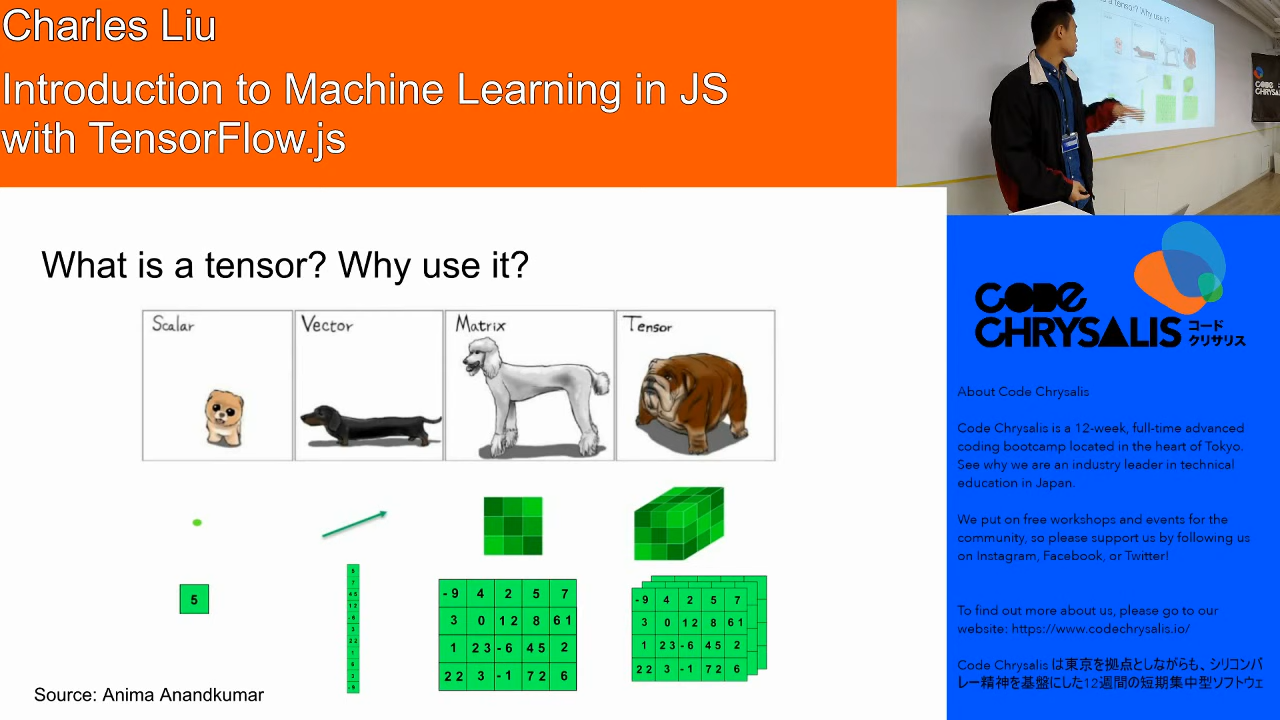 Charles Liu
Introduction to Machine Learning in JS
with TensorFlow.js
What is a tensor? Why use it?
Scalar
Vector
Matrix
Tensor
5
-9 4 2 5 7
3 0 12 8 61
1 23 -6 45 2
22 3 -1 72 6
-9 4 2 5 7
3 0 12 8 61
1 23 -6 45 2
22 3 -1 72 6
Source: Anima Anandkumar
CODE
CHRYSALIS
CODE
CHRYSALIS
コード
クリサリス
About Code Chrysalis
Code Chrysalis is a 12-week, full-time advanced
coding bootcamp located in the heart of Tokyo.
See why we are an industry leader in technical
education in Japan.
We put on free workshops and events for the
community, so please support us by following us
on Instagram, Facebook, or Twitter!
To find out more about us, please go to our
website: https://www.codechrysalis.io/
Code Chrysalis は東京を拠点としながらも、シリコンバ
レー精神を基盤にした12週間の短期集中型ソフトウェ